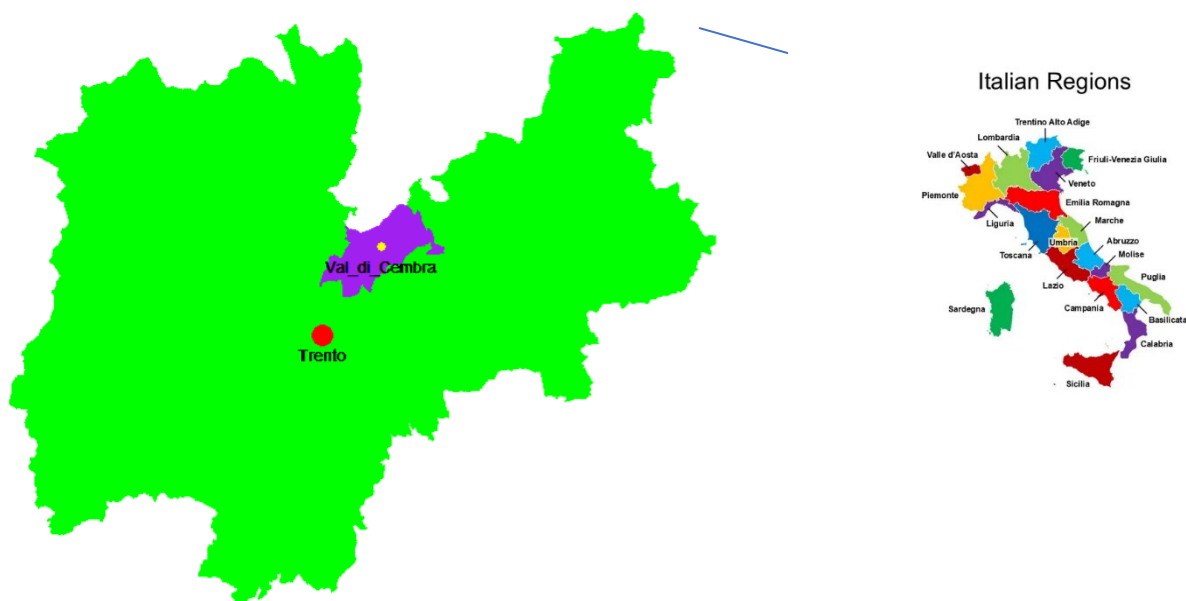 Italian Regions
Trentino Alto Adige
Lombardia
Valle d'Aosta
Friuli-Venezia Giulia
Veneto
Piemonte
Emilia Romagna
Liguria
Marche
Umbria
Abruzzo
Toscana
Molise
Lazio
Puglia
Sardegna
Campania
Basilicata
Calabria
Sicilia
Val_di_Cembra
Trento